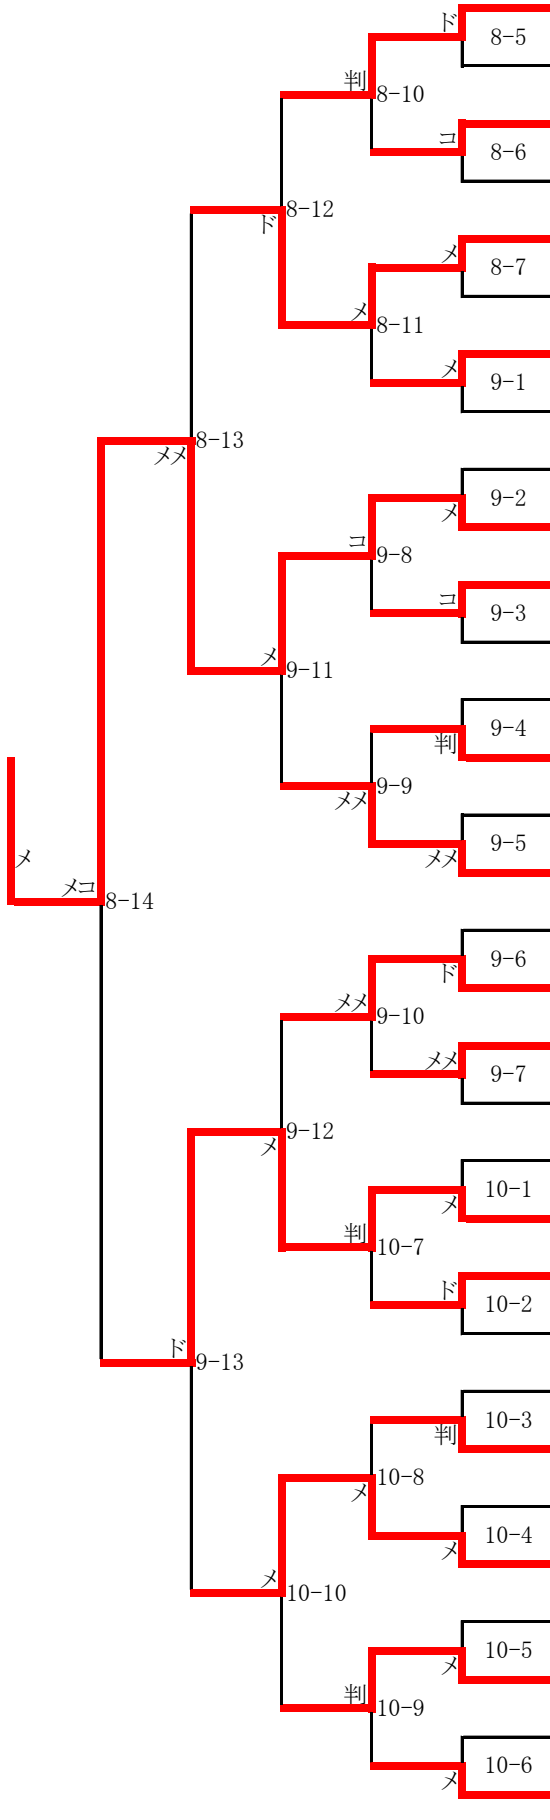 ド
8-5
判
8-10
コ
8-6
8-12
ド
メ
8-7
メ
8-11
メ
9-1
8-13
メメ
9-2
メ
コ
9-8
コ
9-3
メ
9-11
9-4
判
9-9
メメ
9-5
メメ
メ
メコ
8-14
9-6
ド
メメ
9-10
メメ
9-7
9-12
メ
10-1
メ
判
10-7
ド
10-2
ド
9-13
10-3
判
10-8
メ
10-4
メ
メ
10-10
10-5
メ
判
10-9
10-6
メ